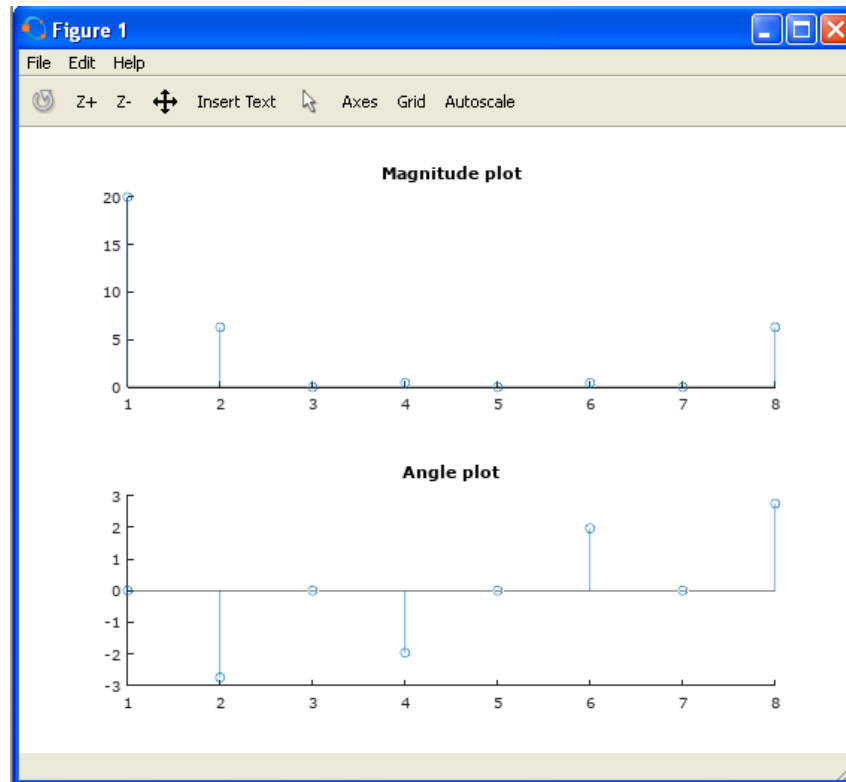 Figure 1
File Edit Help
Z+ Z- Insert Text Axes Grid Autoscale
Magnitude plot
20
15
10
5
0
1 2 3 4 5 6 7 8
Angle plot
3
2
1
0
-1
-2
-3
1 2 3 4 5 6 7 8